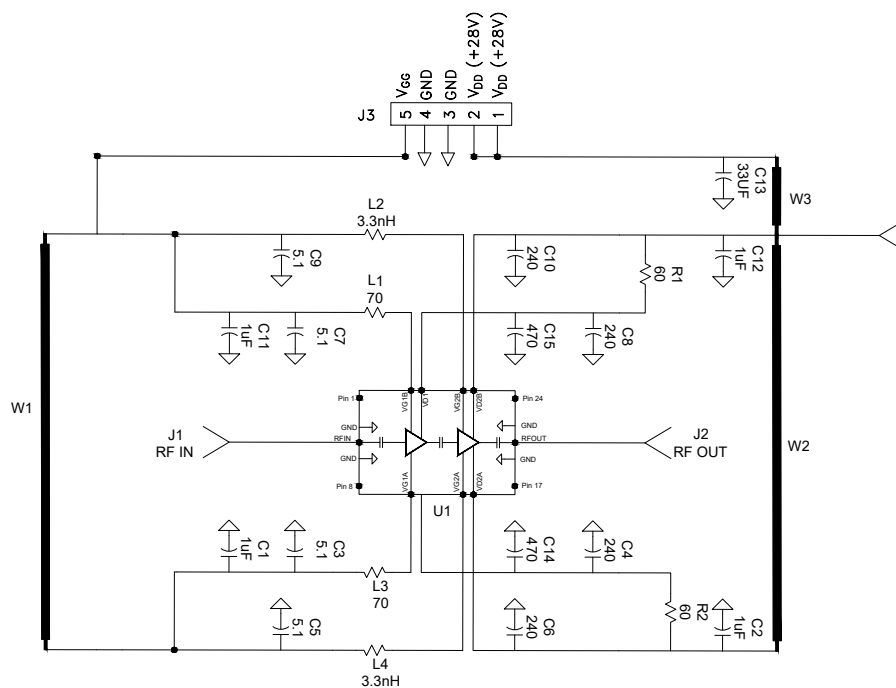 VGG
GND
GND
VDD (+28V)
VDD (+28V)
J3
5
4
3
2
1
C13
33UF
W3
L2
3.3nH
C9
5.1
C10
240
R1
60
C12
1uF
L1
70
C11
1uF
C7
5.1
C15
470
C8
240
W1
Pin 1
VG1B
VD1
VG2B
VD2B
Pin 24
J1
RF IN
GND
RFIN
GND
GND
RFOUT
GND
J2
RF OUT
W2
Pin 8
VG1A
VG2A
VD2A
Pin 17
U1
C1
1uF
C3
5.1
C14
470
C4
240
L3
70
C5
5.1
C6
240
R2
60
C2
1uF
L4
3.3nH